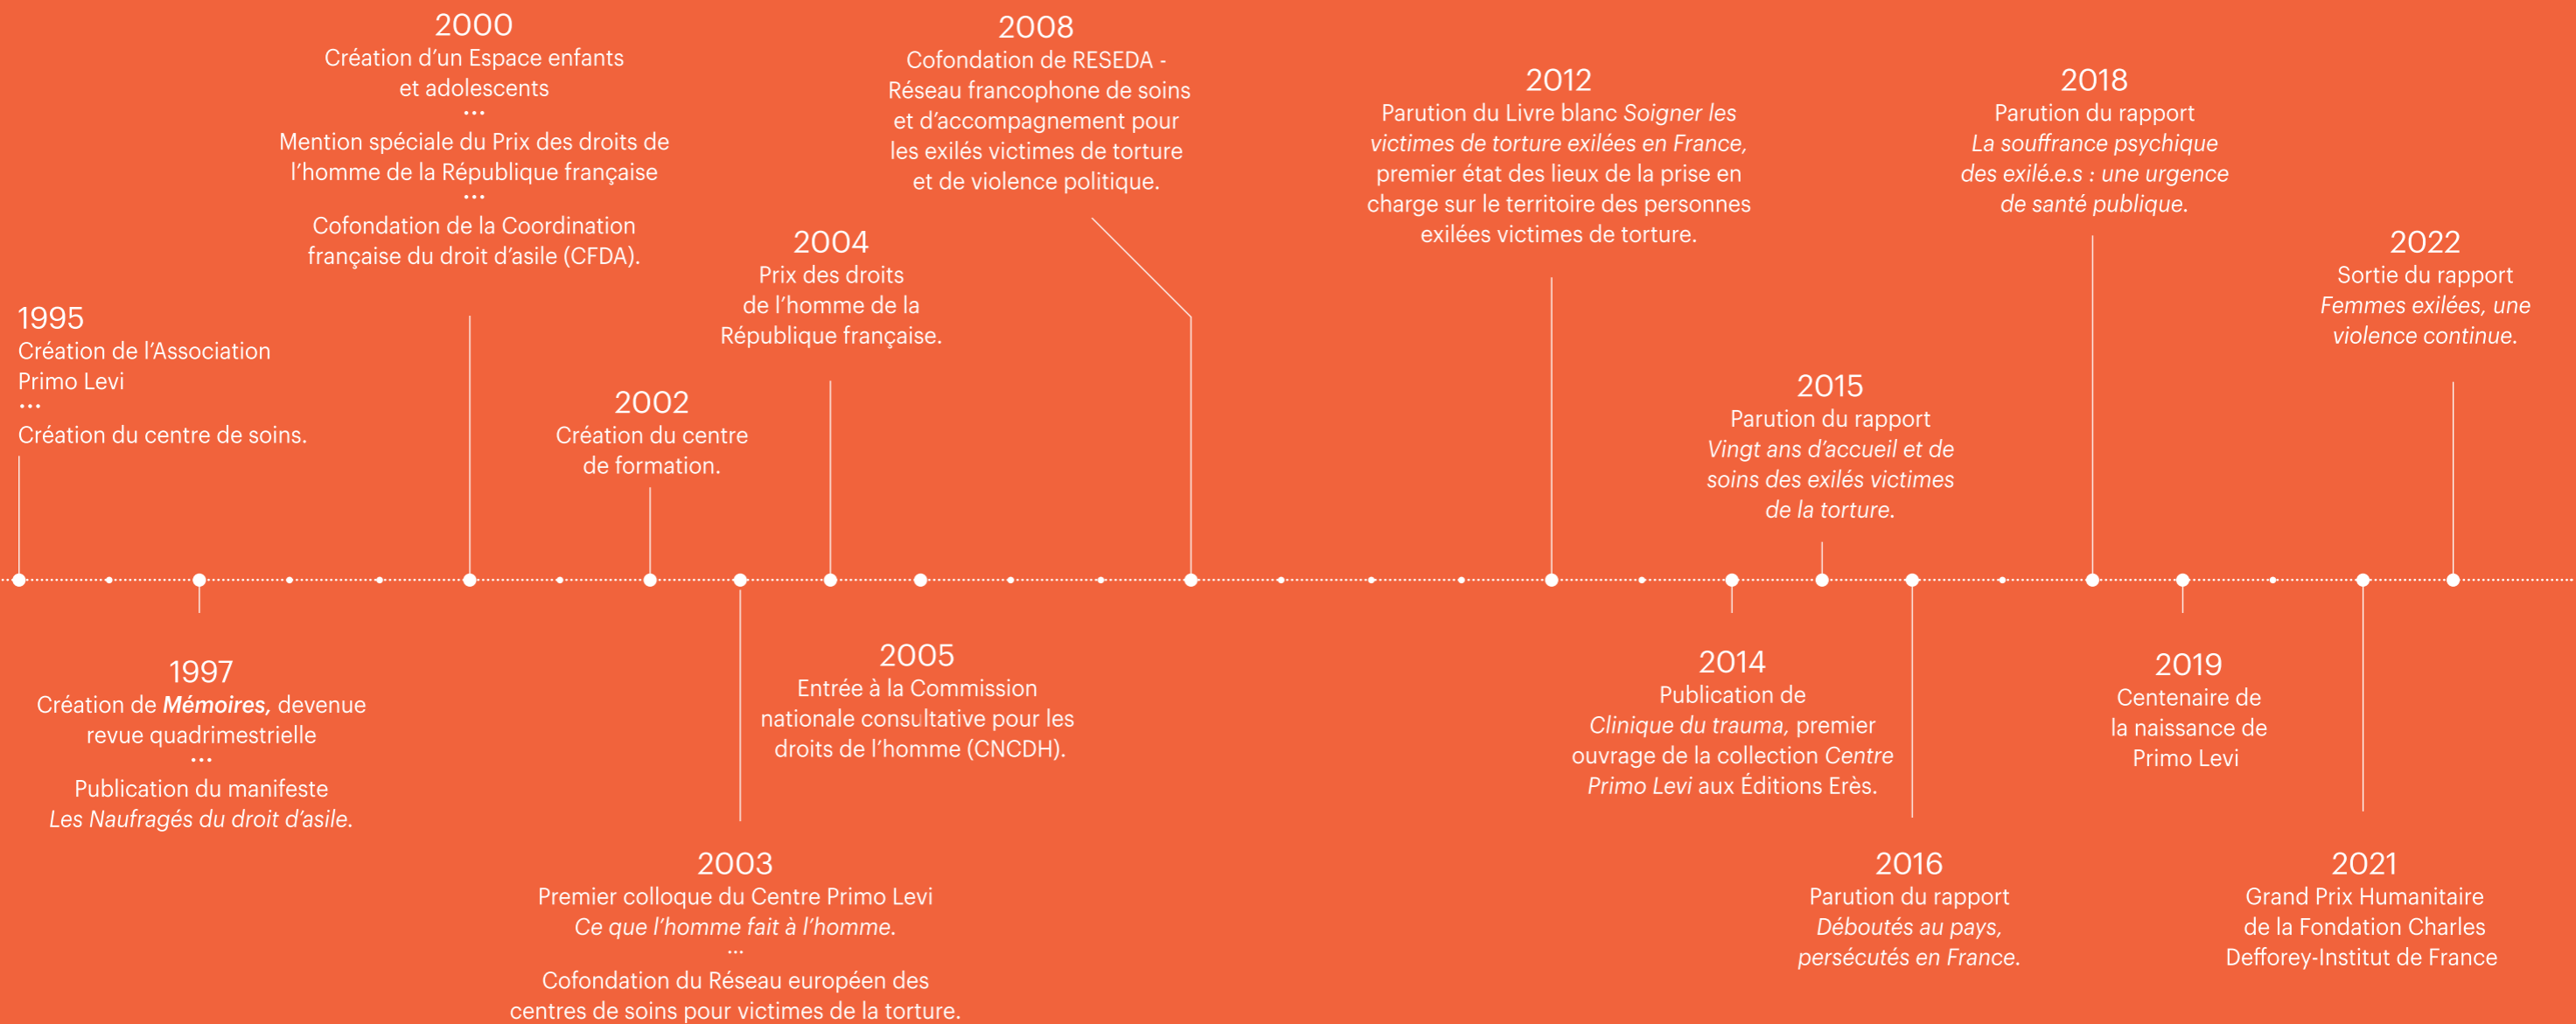 1995
Création de l’Association
Primo Levi
...
Création du centre de soins.
1997
Création de Mémoires, devenue
revue quadrimestrielle
...
Publication du manifeste
Les Naufragés du droit d’asile.
2000
Création d’un Espace enfants
et adolescents
...
Mention spéciale du Prix des droits de
l’homme de la République française
...
Cofondation de la Coordination
française du droit d’asile (CFDA).
2002
Création du centre
de formation.
2003
Premier colloque du Centre Primo Levi
Ce que l’homme fait à l’homme.
...
Cofondation du Réseau européen des
centres de soins pour victimes de la torture.
2004
Prix des droits
de l’homme de la
République française.
2005
Entrée à la Commission
nationale consultative pour les
droits de l’homme (CNCDH).
2008
Cofondation de RESEDA -
Réseau francophone de soins
et d’accompagnement pour
les exilés victimes de torture
et de violence politique.
2012
Parution du Livre blanc Soigner les
victimes de torture exilées en France,
premier état des lieux de la prise en
charge sur le territoire des personnes
exilées victimes de torture.
2014
Publication de
Clinique du trauma, premier
ouvrage de la collection Centre
Primo Levi aux Éditions Erès.
2015
Parution du rapport
Vingt ans d’accueil et de
soins des exilés victimes
de la torture.
2016
Parution du rapport
Déboutés au pays,
persécutés en France.
2018
Parution du rapport
La souffrance psychique
des exilé.e.s : une urgence
de santé publique.
2019
Centenaire de
la naissance de
Primo Levi
2021
Grand Prix Humanitaire
de la Fondation Charles
Defforey-Institut de France
2022
Sortie du rapport
Femmes exilées, une
violence continue.